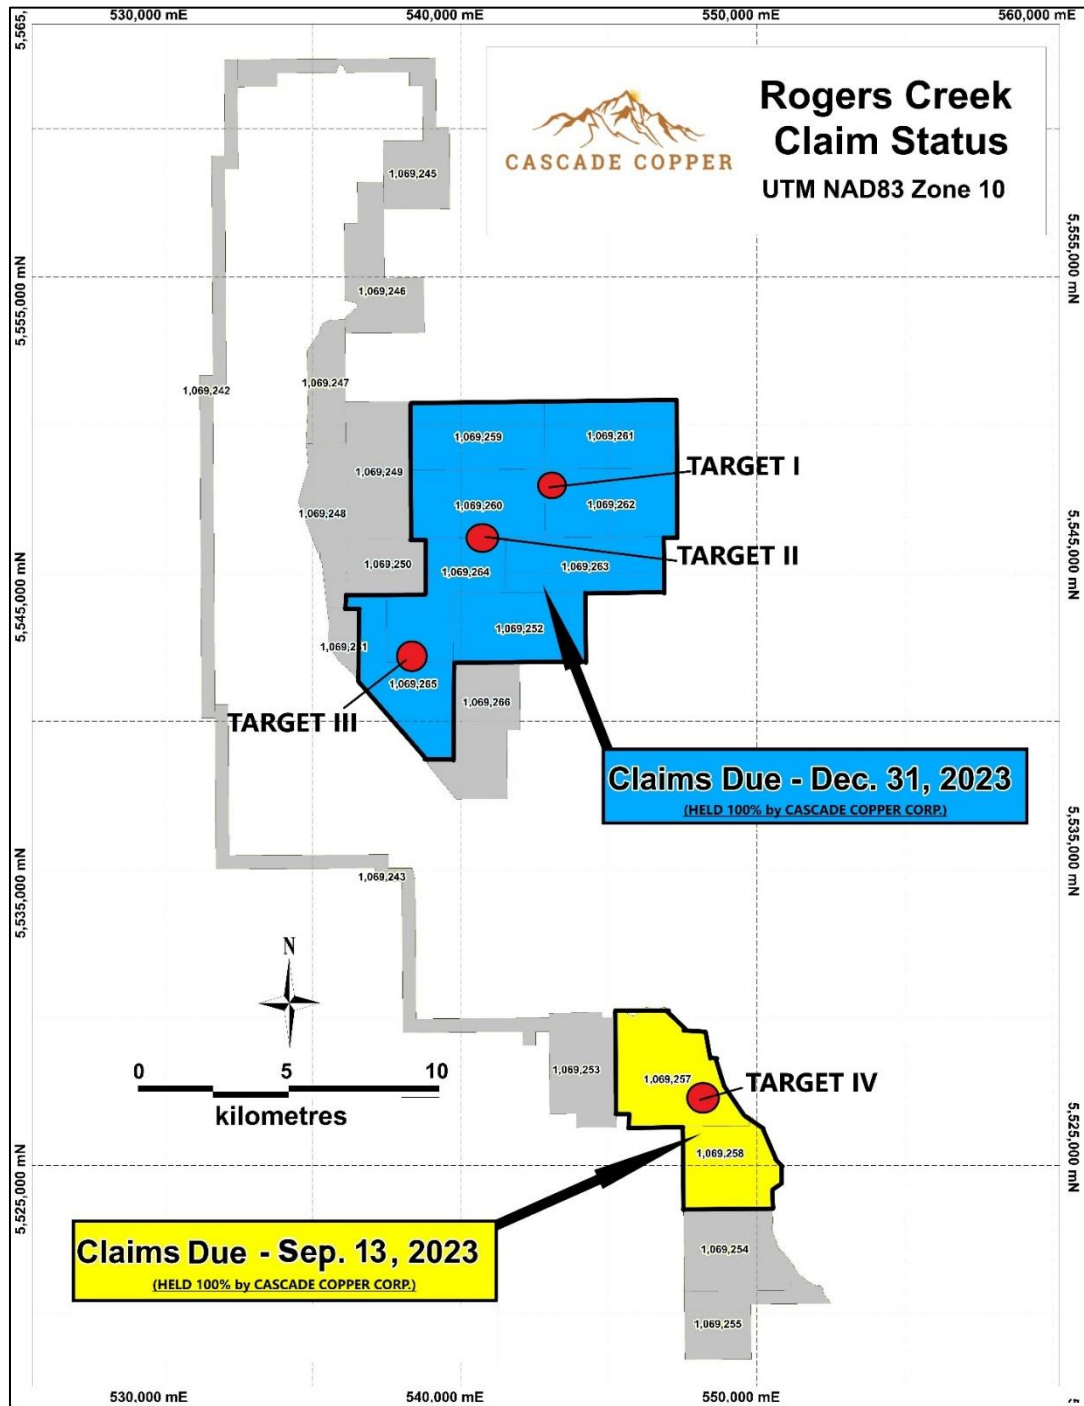 530,000 mE
540,000 mE
550,000 mE
560,000 mE
5,565,
Rogers Creek
Claim Status
UTM NAD83 Zone 10
CASCADE COPPER
5,555,000 mN
5,555,000 mN
1,069,245
1,069,246
1,069,247
1,069,242
1,069,259
1,069,261
1,069,249
TARGET I
1,069,260
1,069,262
1,069,248
TARGET II
5,545,000 mN
5,545,000 mN
1,069,250
1,069,264
1,069,263
1,069,252
1,069,251
1,069,265
1,069,266
TARGET III
Claims Due - Dec. 31, 2023
(HELD 100% by CASCADE COPPER CORP.)
5,535,000 mN
5,535,000 mN
1,069,243
N
0
5
10
kilometres
1,069,253
1,069,257
TARGET IV
5,525,000 mN
5,525,000 mN
1,069,258
Claims Due - Sep. 13, 2023
(HELD 100% by CASCADE COPPER CORP.)
1,069,254
1,069,255
530,000 mE
540,000 mE
550,000 mE